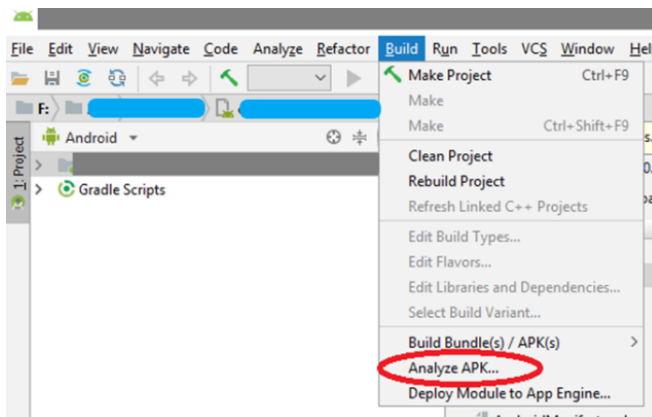 File Edit View Navigate Code Analyze Refactor Build Run Tools VCS Window Hel
Make Project Ctrl+F9
F:
Make
Make Ctrl+Shift+F9
Android
1: Project
Clean Project
Rebuild Project
Gradle Scripts
Refresh Linked C++ Projects
Edit Build Types...
Edit Flavors...
Edit Libraries and Dependencies...
Select Build Variant...
Build Bundle(s) / APK(s)
Analyze APK...
Deploy Module to App Engine...